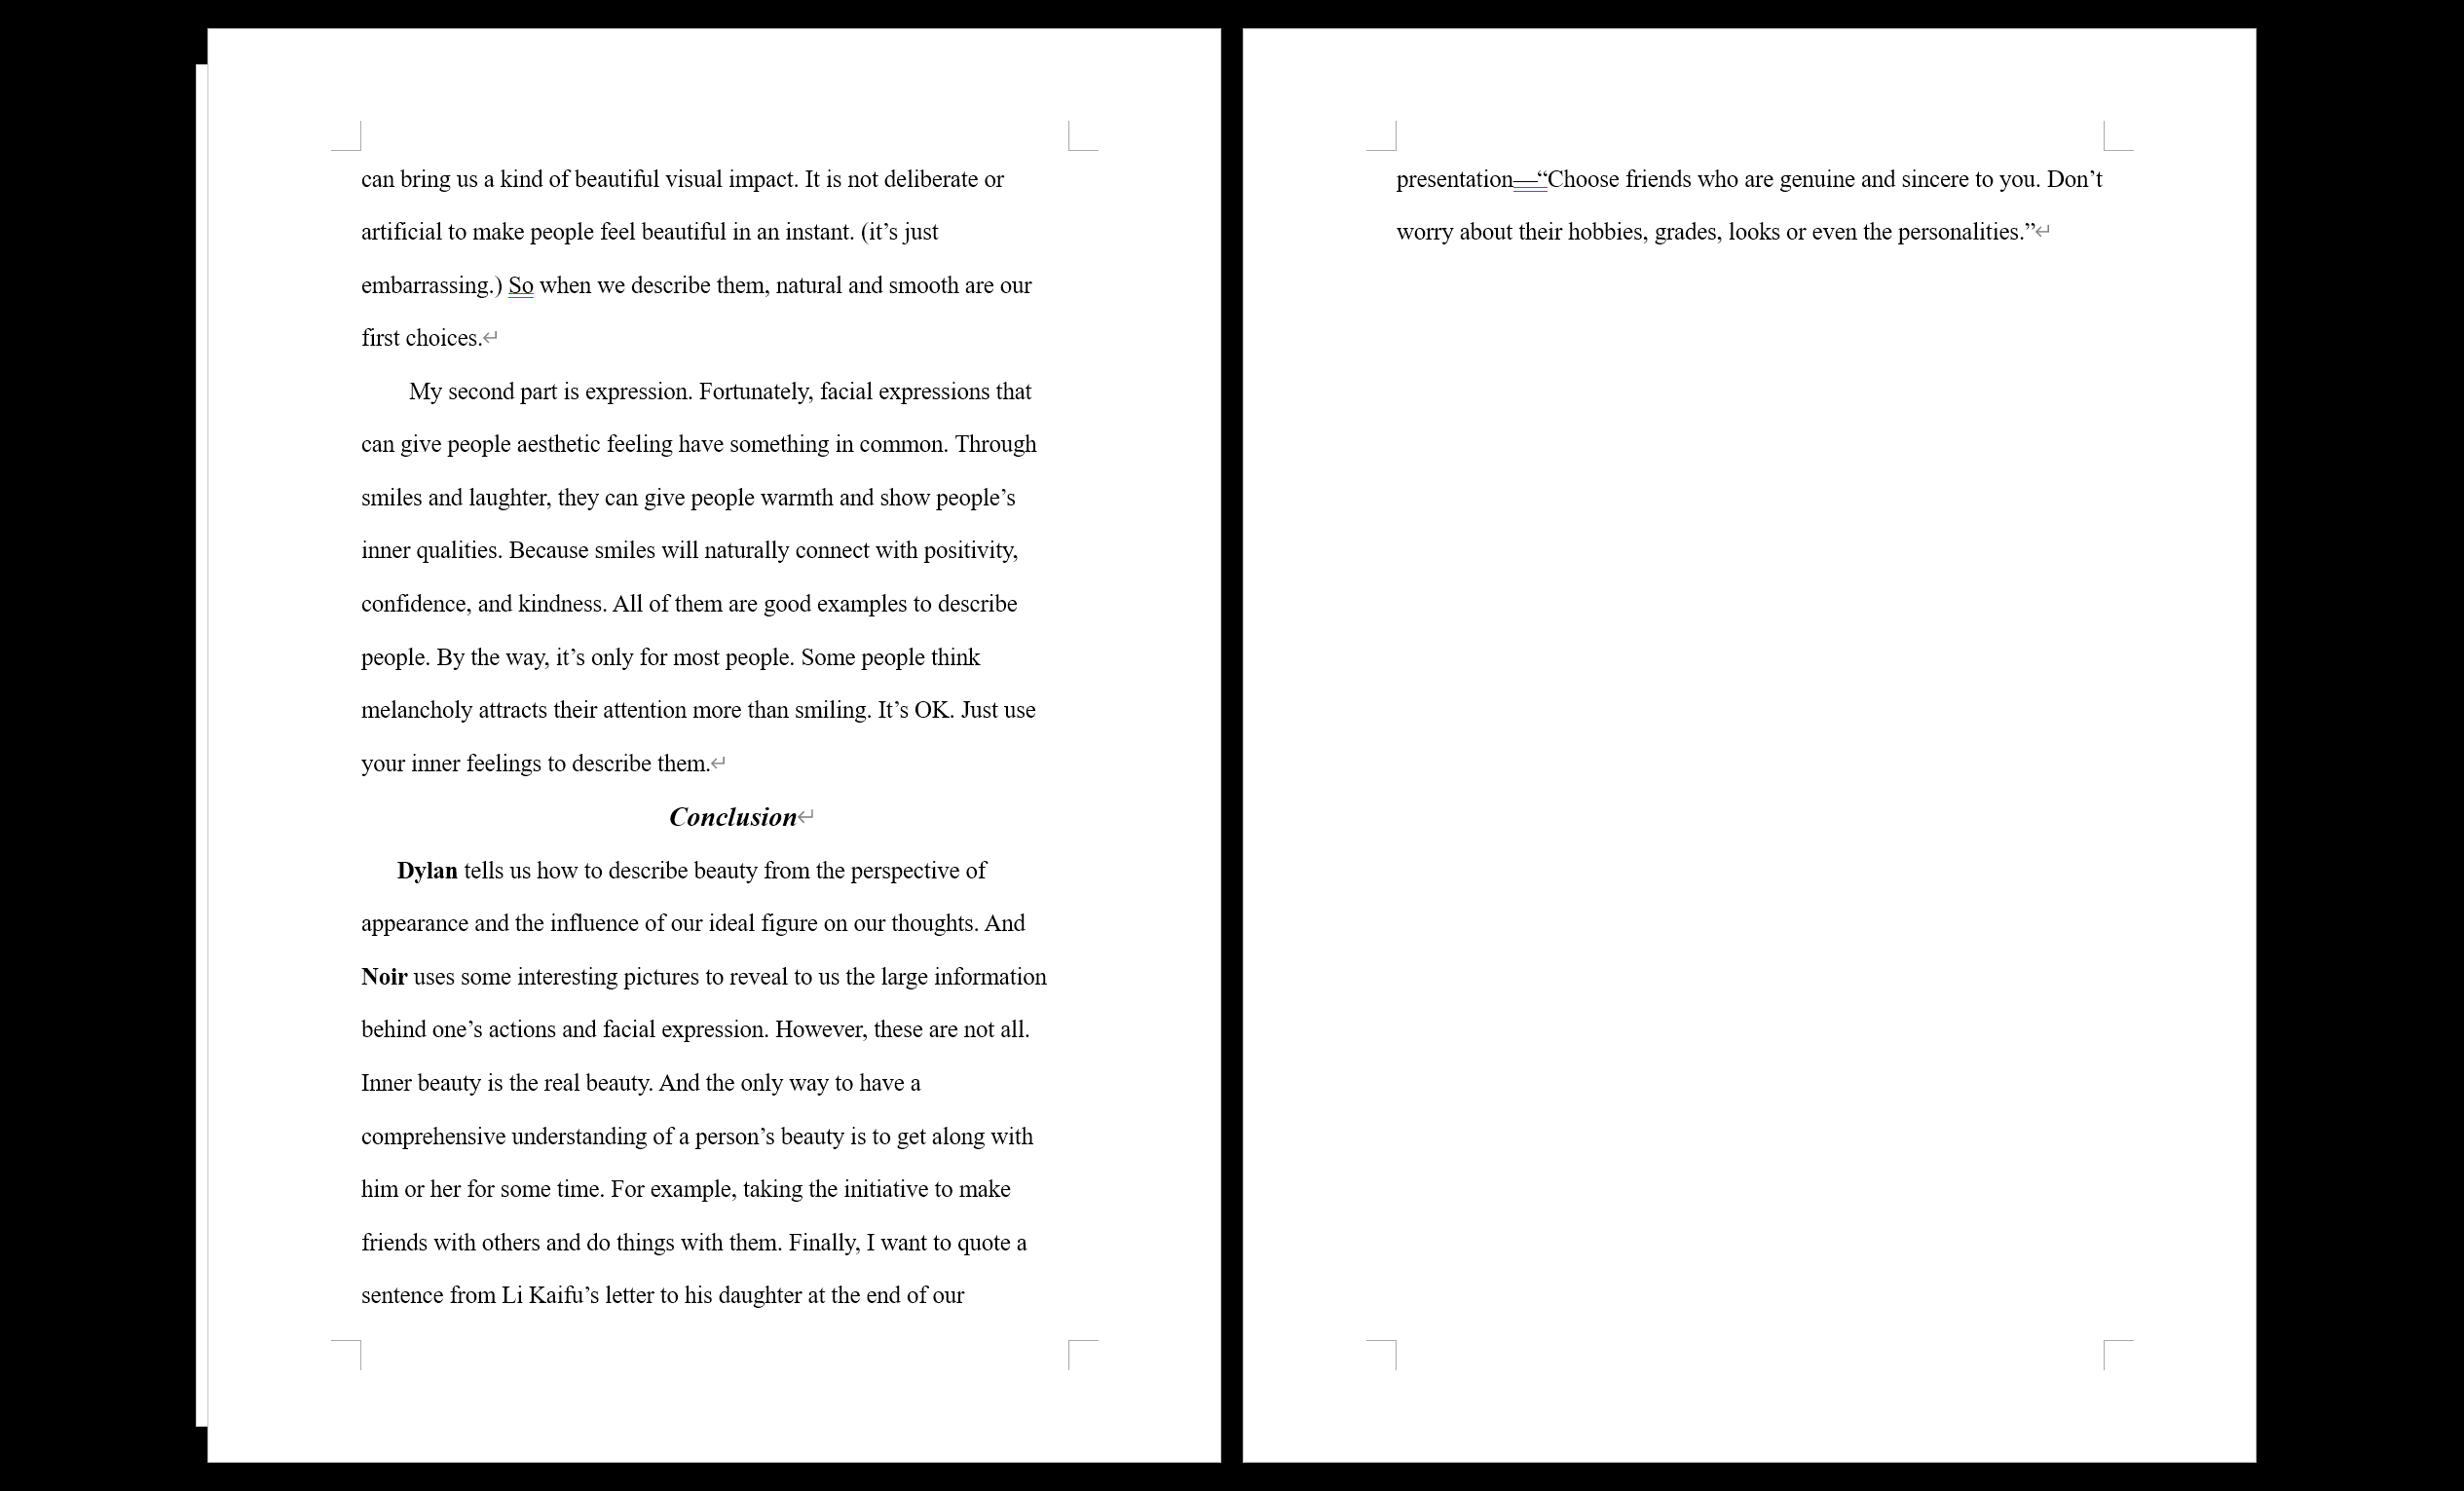 can bring us a kind of beautiful visual impact. It is not deliberate or
artificial to make people feel beautiful in an instant. (it’s just
embarrassing.) So when we describe them, natural and smooth are our
first choices.↵
My second part is expression. Fortunately, facial expressions that
can give people aesthetic feeling have something in common. Through
smiles and laughter, they can give people warmth and show people’s
inner qualities. Because smiles will naturally connect with positivity,
confidence, and kindness. All of them are good examples to describe
people. By the way, it’s only for most people. Some people think
melancholy attracts their attention more than smiling. It’s OK. Just use
your inner feelings to describe them.↵
Conclusion↵
Dylan tells us how to describe beauty from the perspective of
appearance and the influence of our ideal figure on our thoughts. And
Noir uses some interesting pictures to reveal to us the large information
behind one’s actions and facial expression. However, these are not all.
Inner beauty is the real beauty. And the only way to have a
comprehensive understanding of a person’s beauty is to get along with
him or her for some time. For example, taking the initiative to make
friends with others and do things with them. Finally, I want to quote a
sentence from Li Kaifu’s letter to his daughter at the end of our
presentation—“Choose friends who are genuine and sincere to you. Don’t
worry about their hobbies, grades, looks or even the personalities.”↵